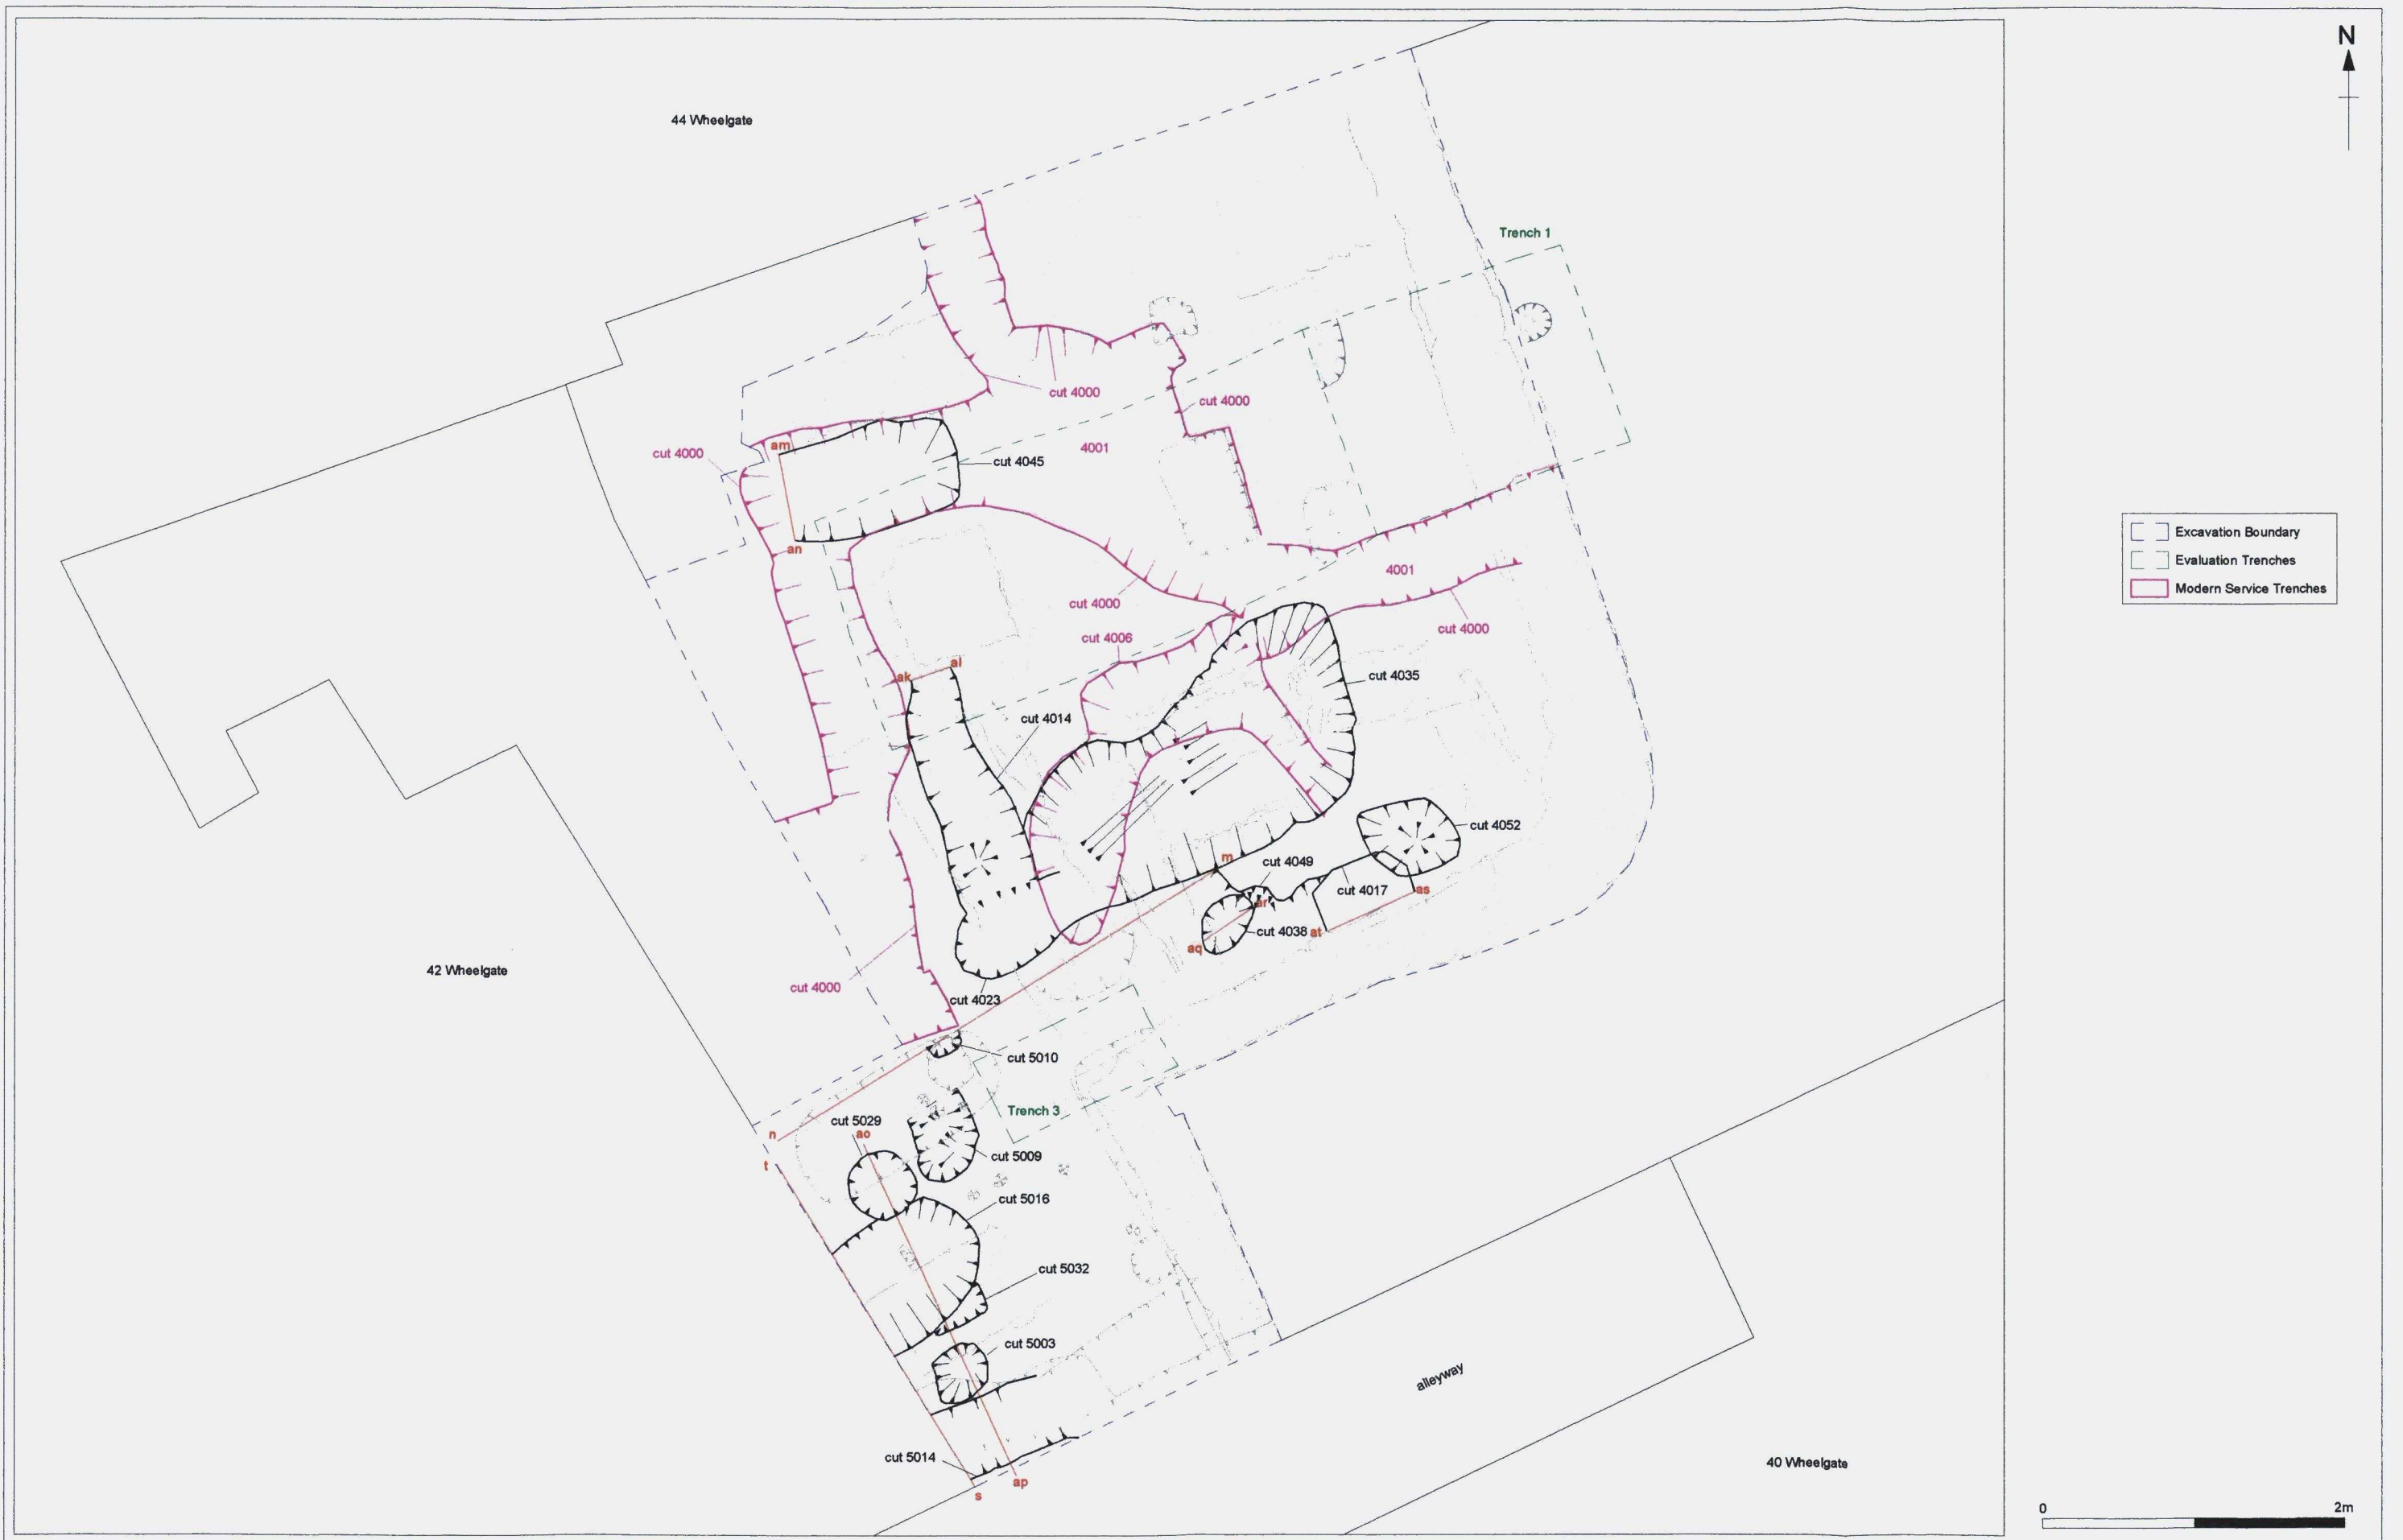 N
44 Wheelgate
Trench 1
cut 4000
cut 4000
am
4001
cut 4000
cut 4045
an
Excavation Boundary
Evaluation Trenches
Modern Service Trenches
4001
cut 4000
cut 4006
cut 4000
al
ak
cut 4035
cut 4014
cut 4052
m
cut 4049
cut 4017
as
ar
cut 4038
at
aq
42 Wheelgate
cut 4000
cut 4023
cut 5010
Trench 3
cut 5029
n
ao
t
cut 5009
cut 5016
cut 5032
cut 5003
alleyway
cut 5014
40 Wheelgate
ap
s
0
2m